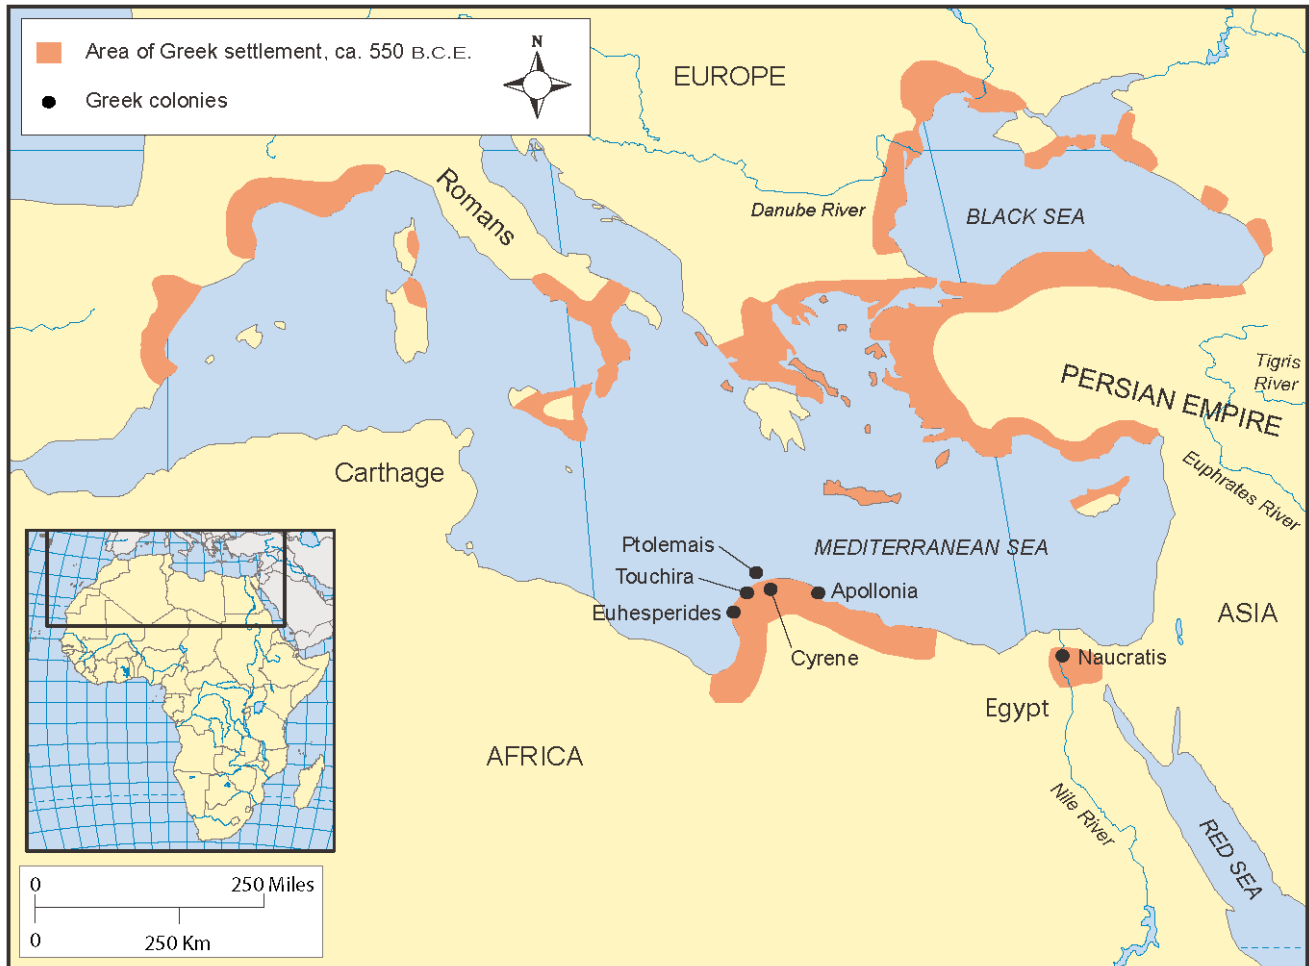 Area of Greek settlement, ca. 550 B.C.E.
Greek colonies
N
EUROPE
Romans
Danube River
BLACK SEA
Tigris
River
PERSIAN EMPIRE
Euphrates River
Carthage
Ptolemais
MEDITERRANEAN SEA
Touchira
Apollonia
Euhesperides
ASIA
Cyrene
Naucratis
Egypt
AFRICA
Nile River
RED SEA
0
250 Miles
0
250 Km